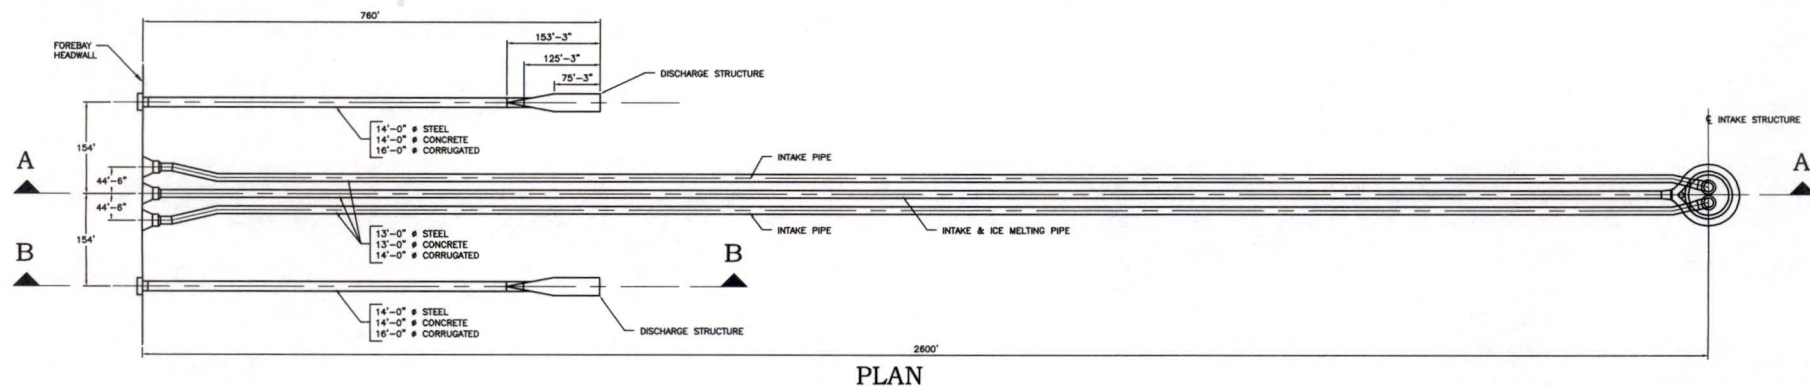 760'
FOREBAY
HEADWALL
153'-3"
125'-3"
75'-3"
DISCHARGE STRUCTURE
14'-0" ø STEEL
14'-0" ø CONCRETE
16'-0" ø CORRUGATED
℄ INTAKE STRUCTURE
154'
A
INTAKE PIPE
A
44'-6"
44'-6"
13'-0" ø STEEL
13'-0" ø CONCRETE
14'-0" ø CORRUGATED
INTAKE PIPE
INTAKE & ICE MELTING PIPE
154'
B
B
14'-0" ø STEEL
14'-0" ø CONCRETE
16'-0" ø CORRUGATED
DISCHARGE STRUCTURE
2600'
PLAN